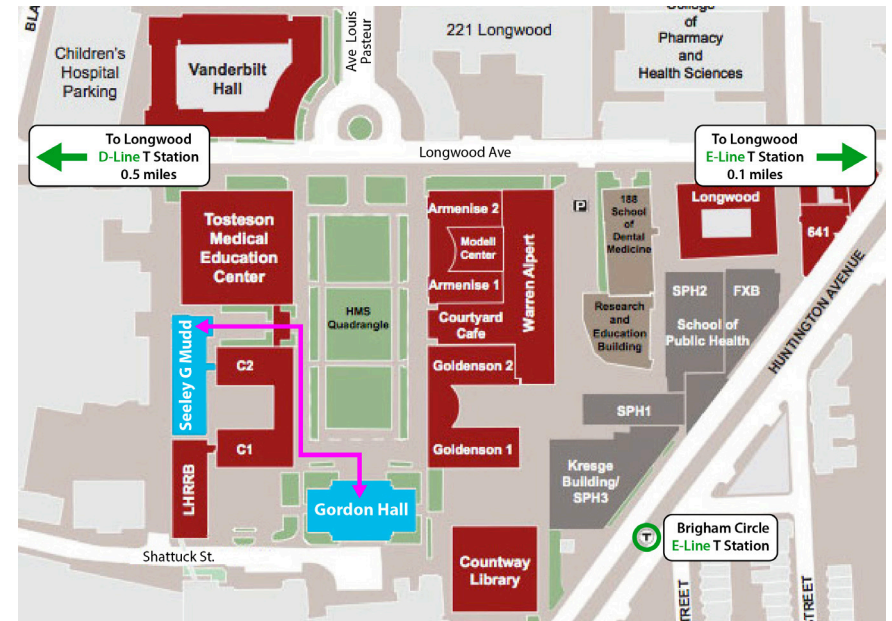 BLA
Children's
Hospital
Parking
Vanderbilt
Hall
Ave Louis
Pasteur
221 Longwood
College
of
Pharmacy
and
Health Sciences
To Longwood
D-Line T Station
0.5 miles
Longwood Ave
To Longwood
E-Line T Station
0.1 miles
Tosteson
Medical
Education
Center
Armenise 2
Modell
Center
Armenise 1
Courtyard
Cafe
Warren Alpert
P
188
School
of
Dental
Medicine
Longwood
641
HUNTINGTON AVENUE
HMS
Quadrangle
Research
and
Education
Building
SPH2
FXB
School of
Public Health
Seeley G Mudd
C2
C1
Goldenson 2
Goldenson 1
SPH1
LHRRB
Gordon Hall
Kresge
Building/
SPH3
Shattuck St.
Countway
Library
T
Brigham Circle
E-Line T Station
TREET
STREET